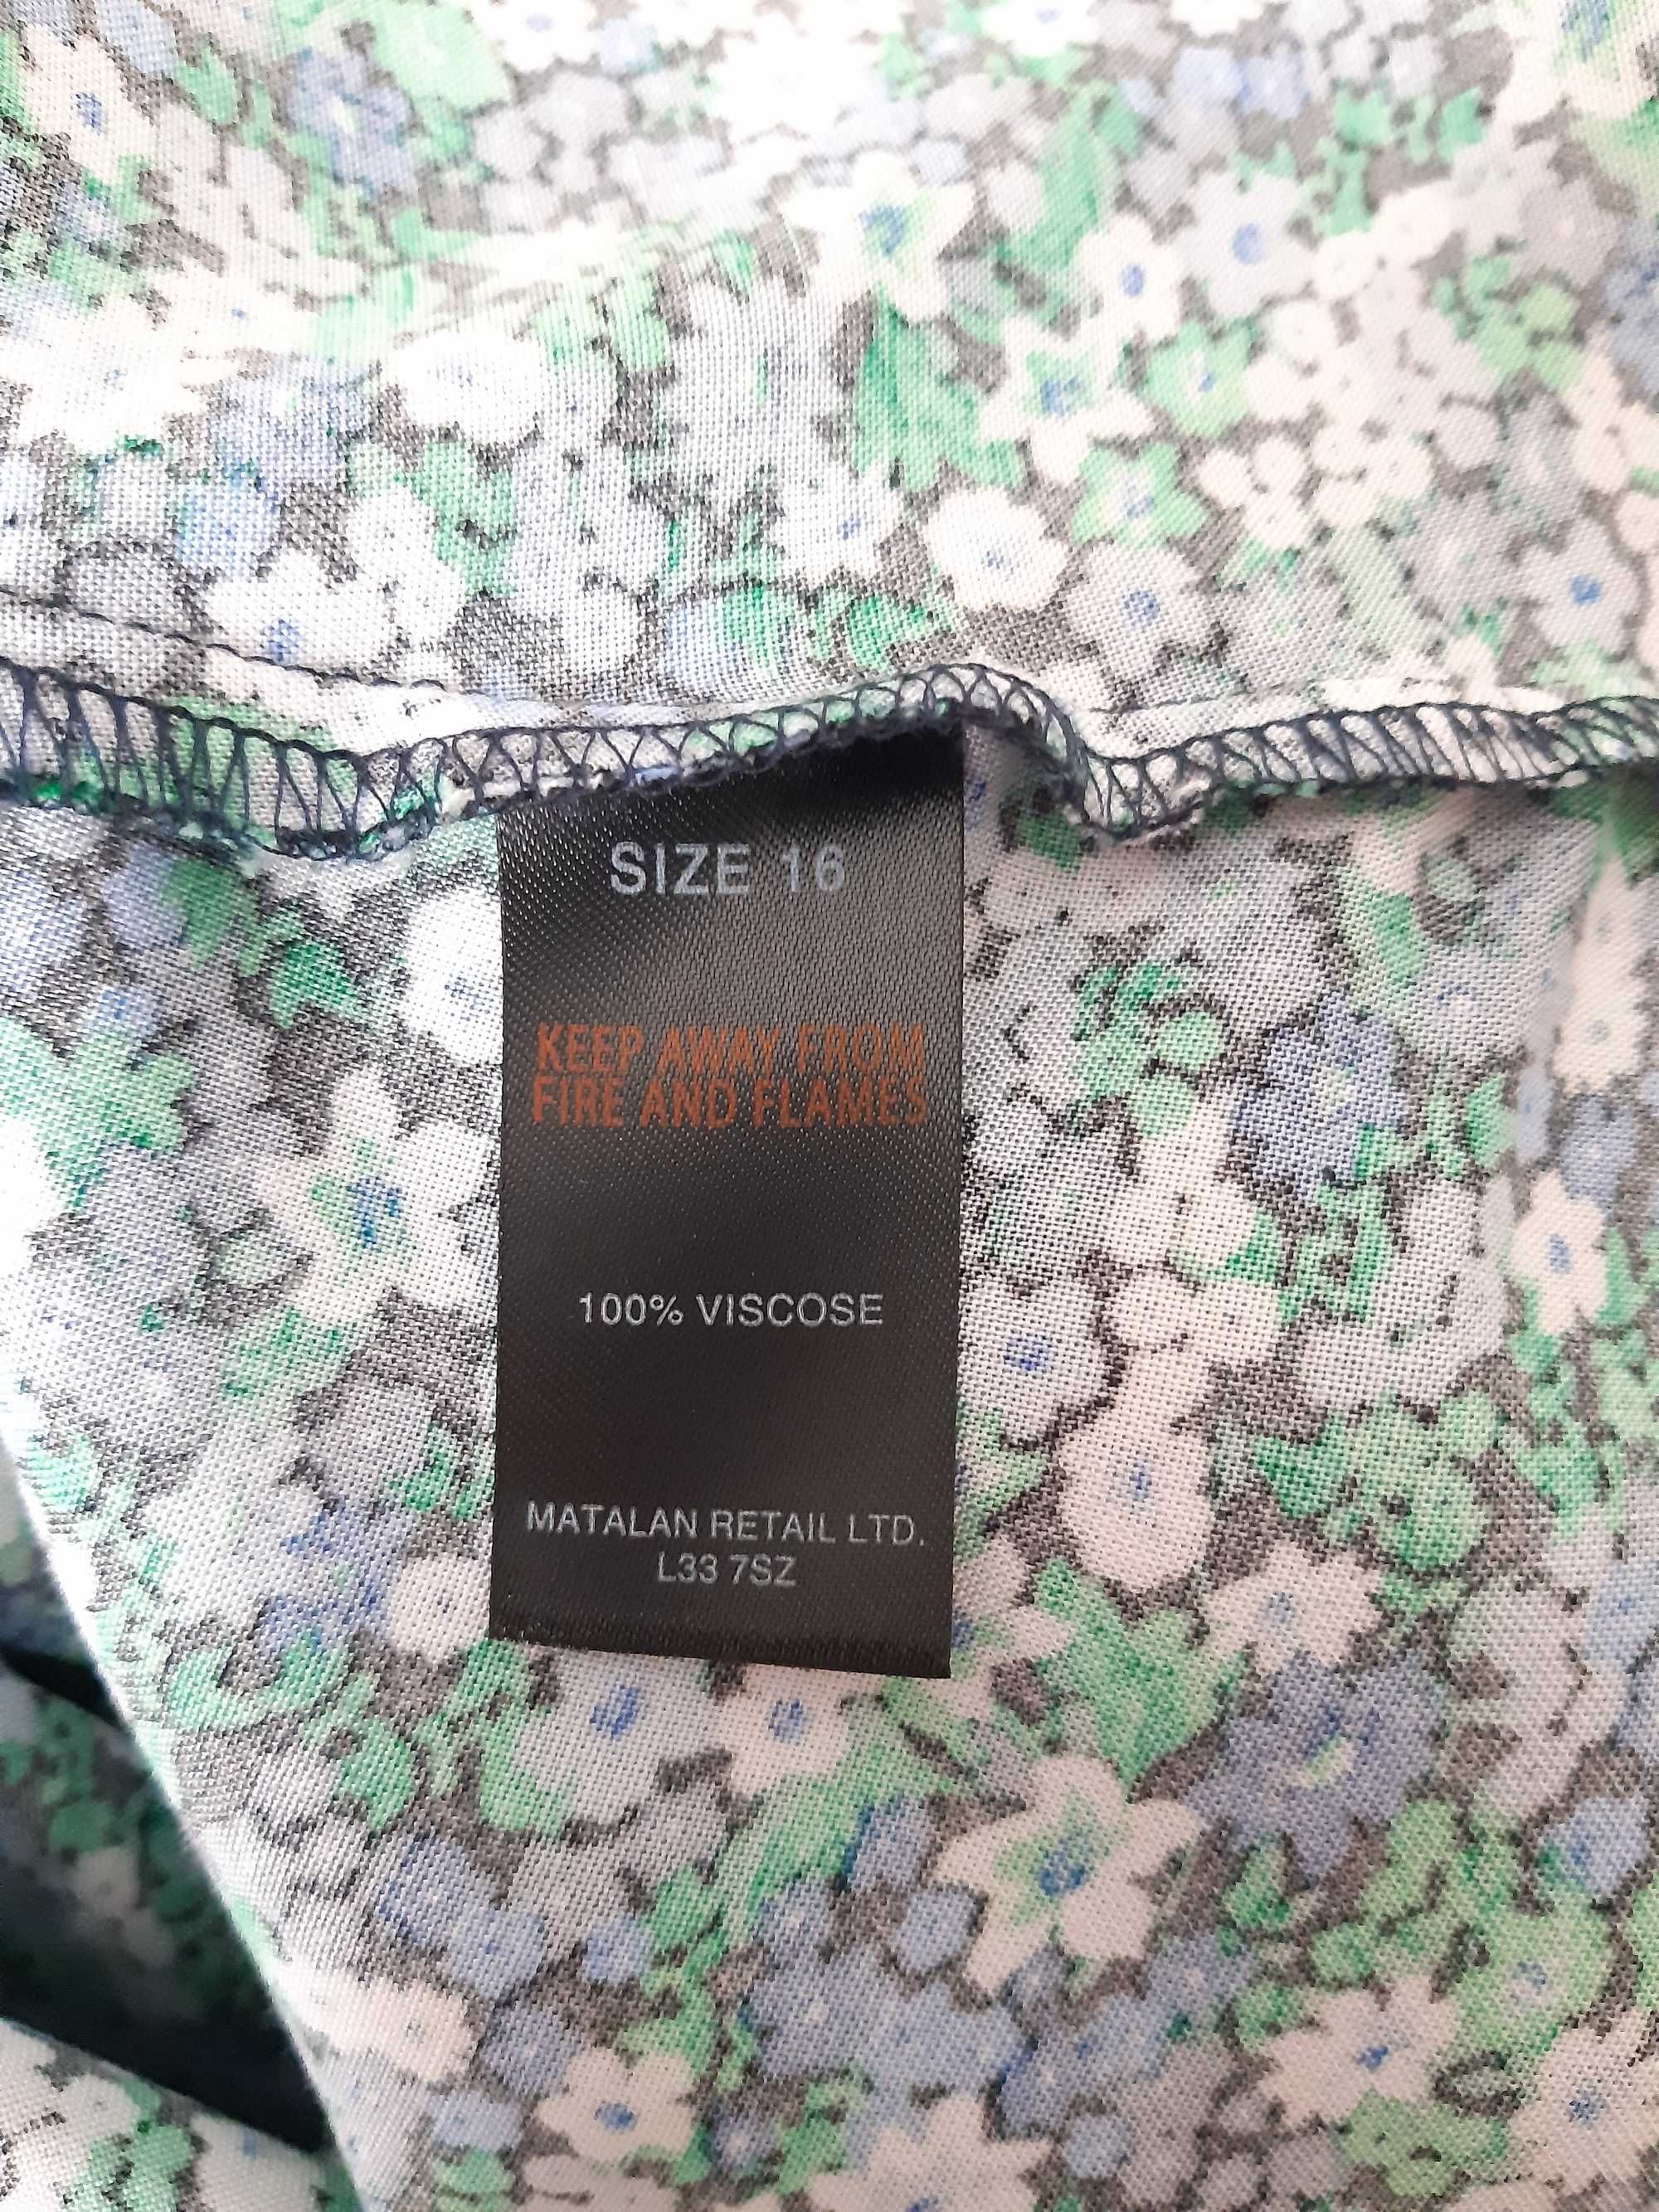 SIZE 16
KEEP AWAY FROM
FIRE AND FLAMES
100% VISCOSE
MATALAN RETAIL LTD.
L33 7SZ